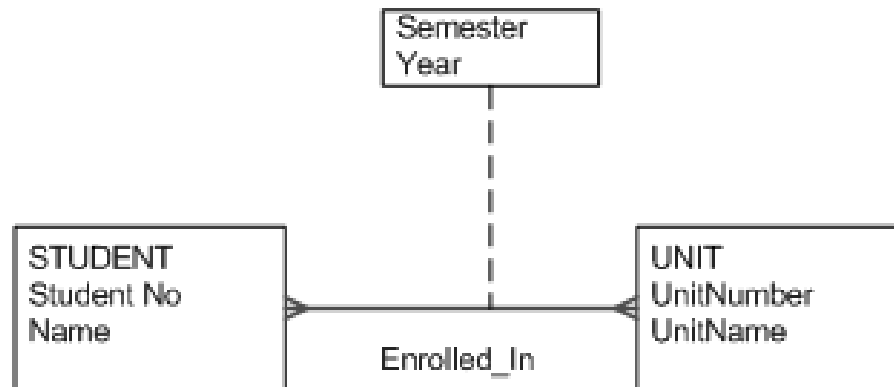 Semester
Year
STUDENT
Student No
Name
Enrolled_In
UNIT
UnitNumber
UnitName